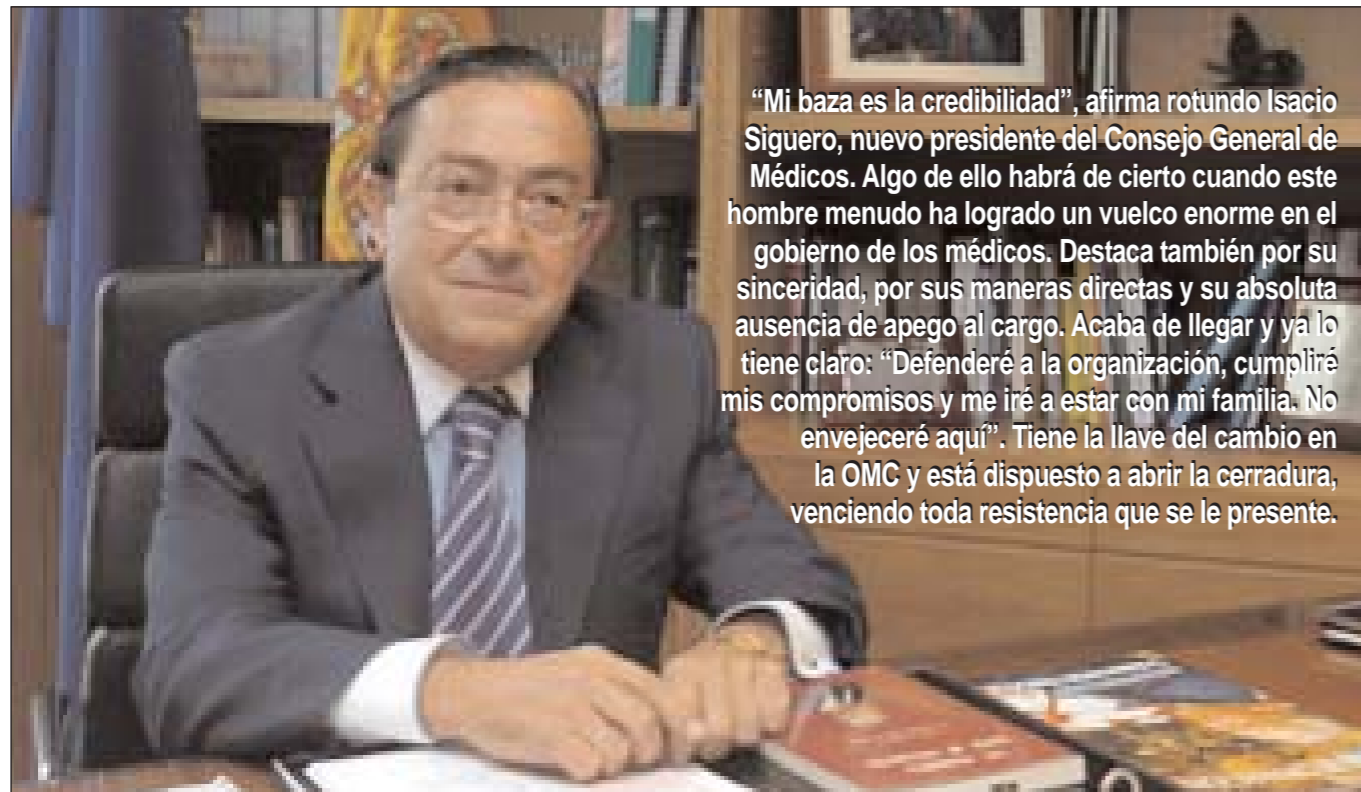 “Mi baza es la credibilidad”, afirma rotundo Isacio
Siguero, nuevo presidente del Consejo General de
Médicos. Algo de ello habrá de cierto cuando este
hombre menudo ha logrado un vuelco enorme en el
gobierno de los médicos. Destaca también por su
sinceridad, por sus maneras directas y su absoluta
ausencia de apego al cargo. Acaba de llegar y ya lo
tiene claro: “Defenderé a la organización, cumpliré
mis compromisos y me iré a estar con mi familia. No
envejeceré aquí”. Tiene la llave del cambio en
la OMC y está dispuesto a abrir la cerradura,
venciendo toda resistencia que se le presente.